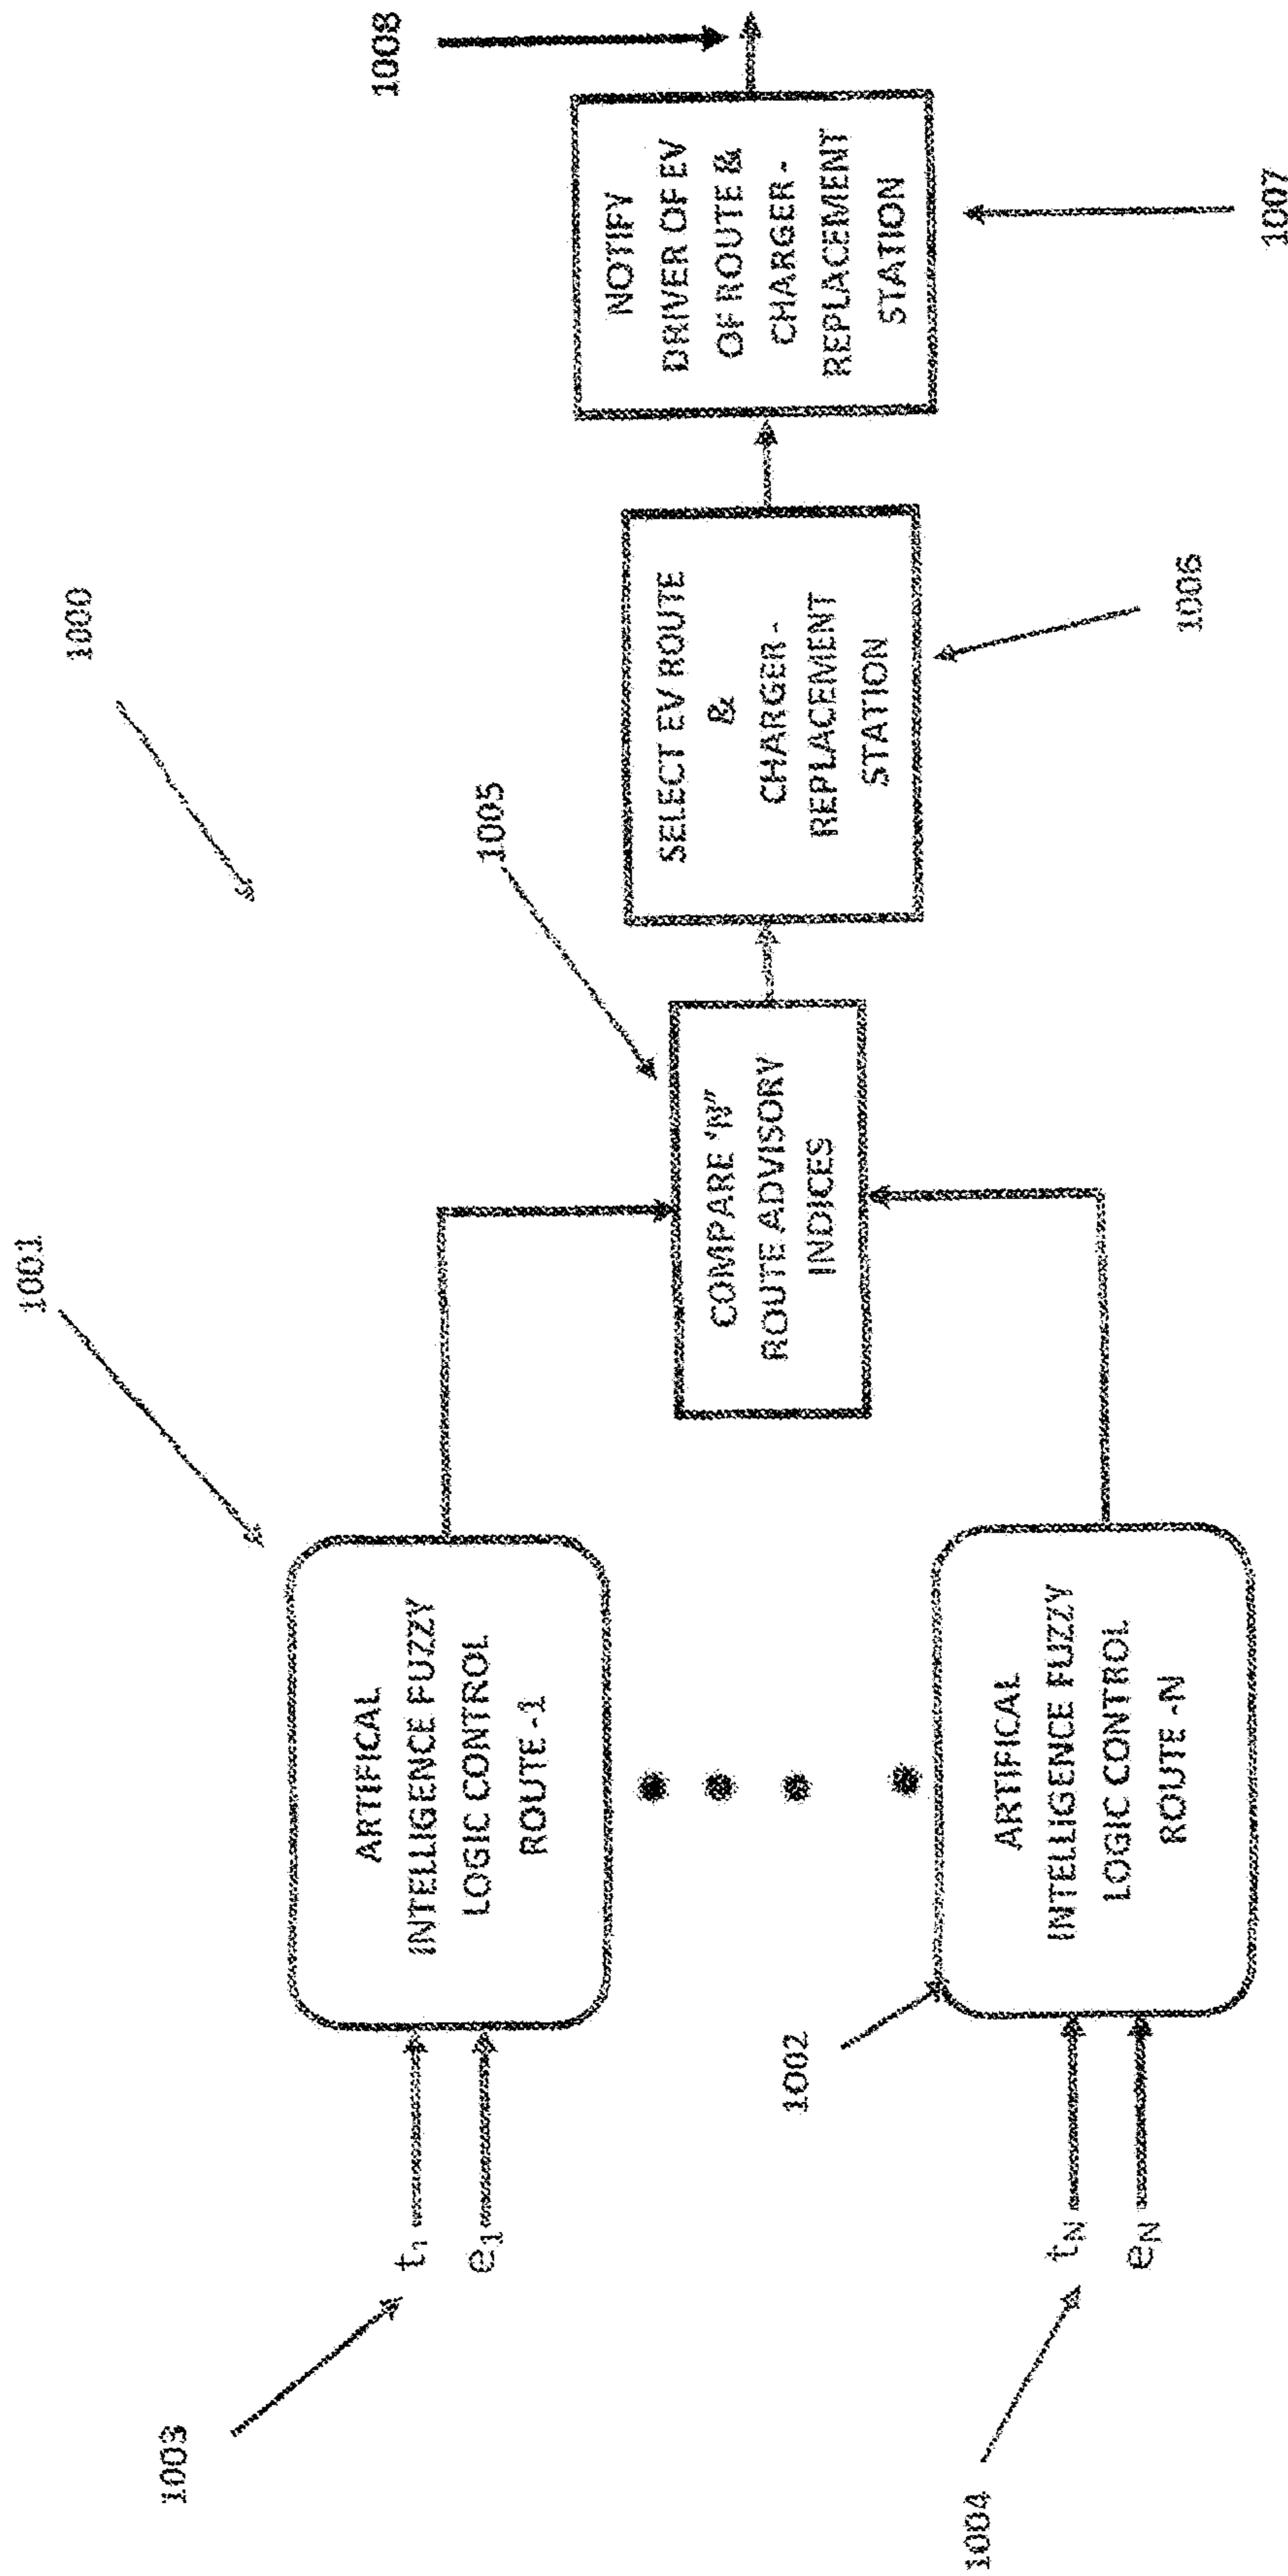 1000
1001
1003
t₁
e₁
ARTIFICAL
INTELLIGENCE FUZZY
LOGIC CONTROL
ROUTE -1
1002
1004
tN
eN
ARTIFICAL
INTELLIGENCE FUZZY
LOGIC CONTROL
ROUTE -N
1005
COMPARE 'N"
ROUTE ADVISORY
INDICES
SELECT EV ROUTE
&
CHARGER -
REPLACEMENT
STATION
1006
NOTIFY
DRIVER OF EV
OF ROUTE &
CHARGER -
REPLACEMENT
STATION
1007
1008